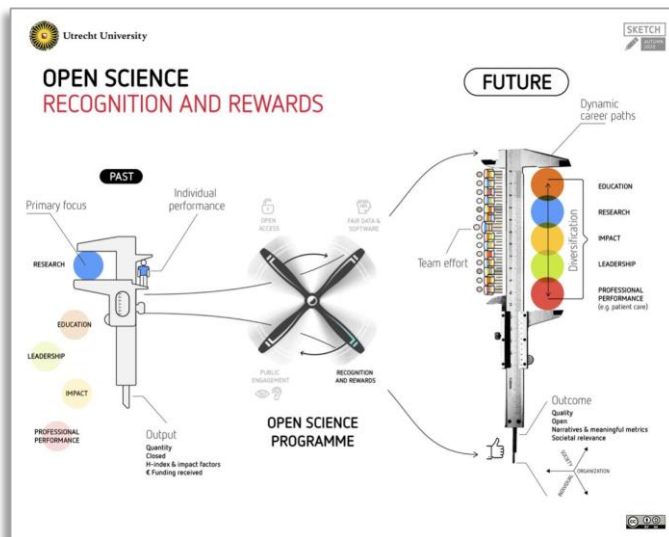 Utrecht University
SKETCH
AUTUMN
OPEN SCIENCE
RECOGNITION AND REWARDS
FUTURE
Dynamic
career paths
PAST
Primary focus
Individual
performance
RESEARCH
EDUCATION
LEADERSHIP
IMPACT
PROFESSIONAL
PERFORMANCE
Output
Quantity
Closed
H-index & impact factors
€ Funding received
OPEN
ACCESS
FAIR DATA &
SOFTWARE
PUBLIC
ENGAGEMENT
RECOGNITION
AND REWARDS
OPEN SCIENCE
PROGRAMME
Team effort
Diversification
EDUCATION
RESEARCH
IMPACT
LEADERSHIP
PROFESSIONAL
PERFORMANCE
(e.g. patient care)
Outcome
Quality
Open
Narratives & meaningful metrics
Societal relevance
SOCIETY
ORGANIZATION
INDIVIDUAL